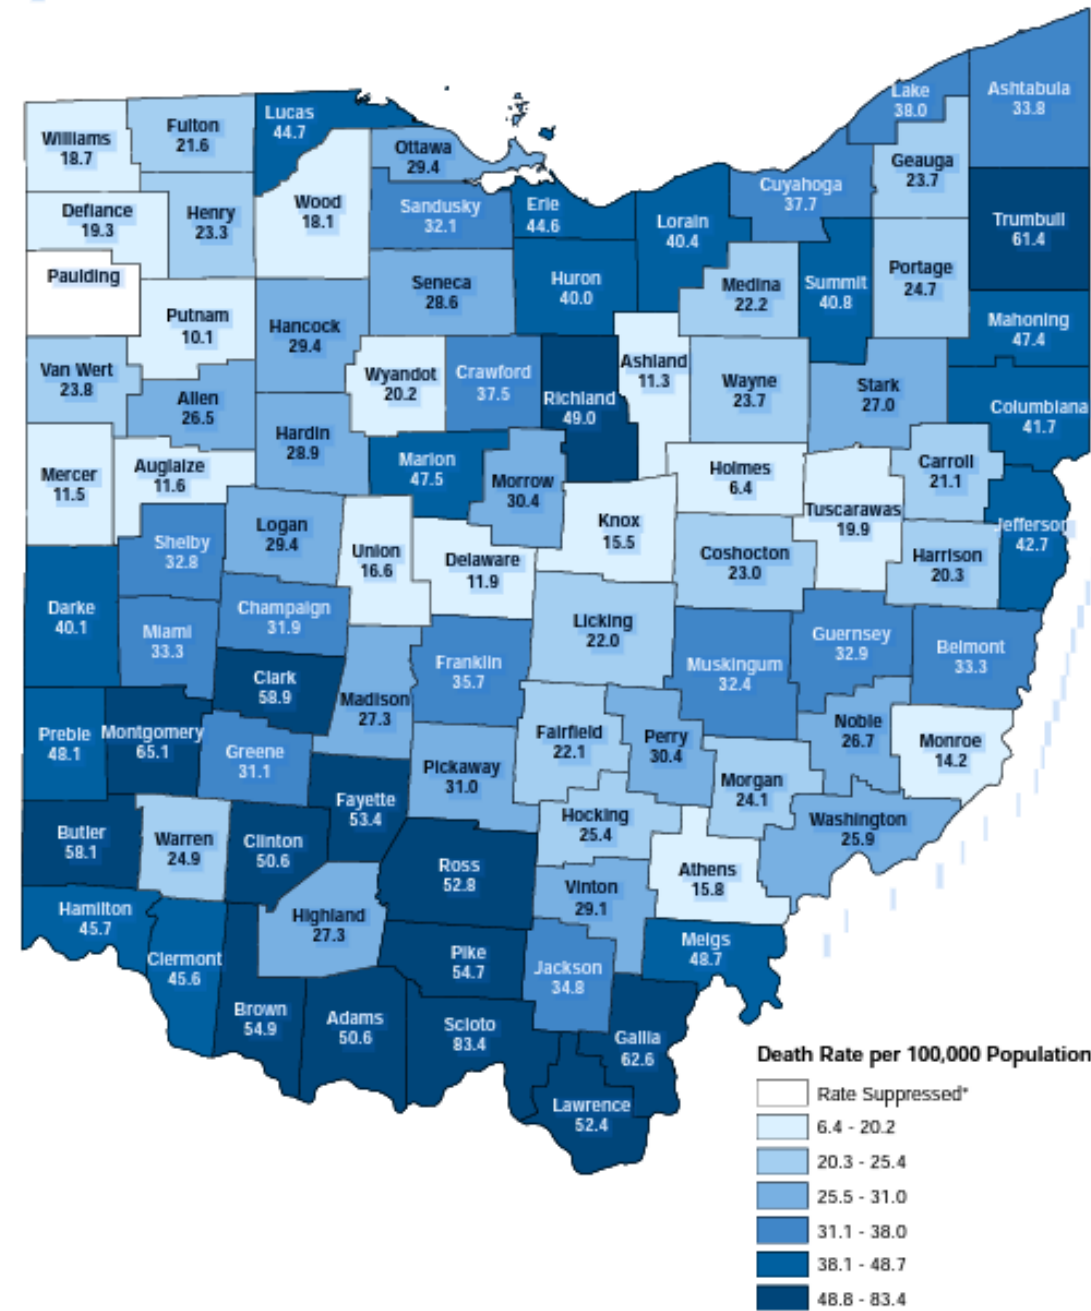 Lake
38.0
Ashtabula
33.8
Lucas
44.7
Fulton
21.6
Williams
18.7
Ottawa
29.4
Geauga
23.7
Cuyahoga
37.7
Wood
18.1
Sandusky
32.1
Erie
44.6
Defiance
19.3
Henry
23.3
Lorain
40.4
Trumbull
61.4
Paulding
Seneca
28.6
Huron
40.0
Medina
22.2
Summit
40.8
Portage
24.7
Putnam
10.1
Hancock
29.4
Mahoning
47.4
Van Wert
23.8
Allen
26.5
Wyandot
20.2
Crawford
37.5
Richland
49.0
Ashland
11.3
Wayne
23.7
Stark
27.0
Columbiana
41.7
Hardin
28.9
Marion
47.5
Mercer
11.5
Auglaize
11.6
Morrow
30.4
Holmes
6.4
Carroll
21.1
Tuscarawas
19.9
Jefferson
42.7
Logan
29.4
Knox
15.5
Shelby
32.8
Union
16.6
Delaware
11.9
Coshocton
23.0
Harrison
20.3
Darke
40.1
Champaign
31.9
Licking
22.0
Miami
33.3
Franklin
35.7
Muskingum
32.4
Guernsey
32.9
Belmont
33.3
Clark
58.9
Madison
27.3
Preble
48.1
Montgomery
65.1
Greene
31.1
Fairfield
22.1
Perry
30.4
Noble
26.7
Monroe
14.2
Pickaway
31.0
Morgan
24.1
Fayette
53.4
Hocking
25.4
Washington
25.9
Butler
58.1
Warren
24.9
Clinton
50.6
Ross
52.8
Athens
15.8
Vinton
29.1
Hamilton
45.7
Highland
27.3
Meigs
48.7
Clermont
45.6
Pike
54.7
Jackson
34.8
Brown
54.9
Adams
50.6
Scioto
83.4
Gallia
62.6
Lawrence
52.4
Death Rate per 100,000 Population
Rate Suppressed*
6.4 - 20.2
20.3 - 25.4
25.5 - 31.0
31.1 - 38.0
38.1 - 48.7
48.8 - 83.4